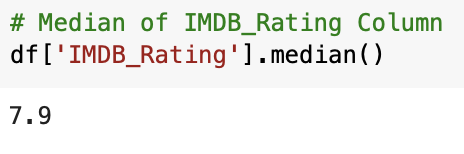 # Median of IMDB_Rating Column
df['IMDB_Rating'].median()
7.9